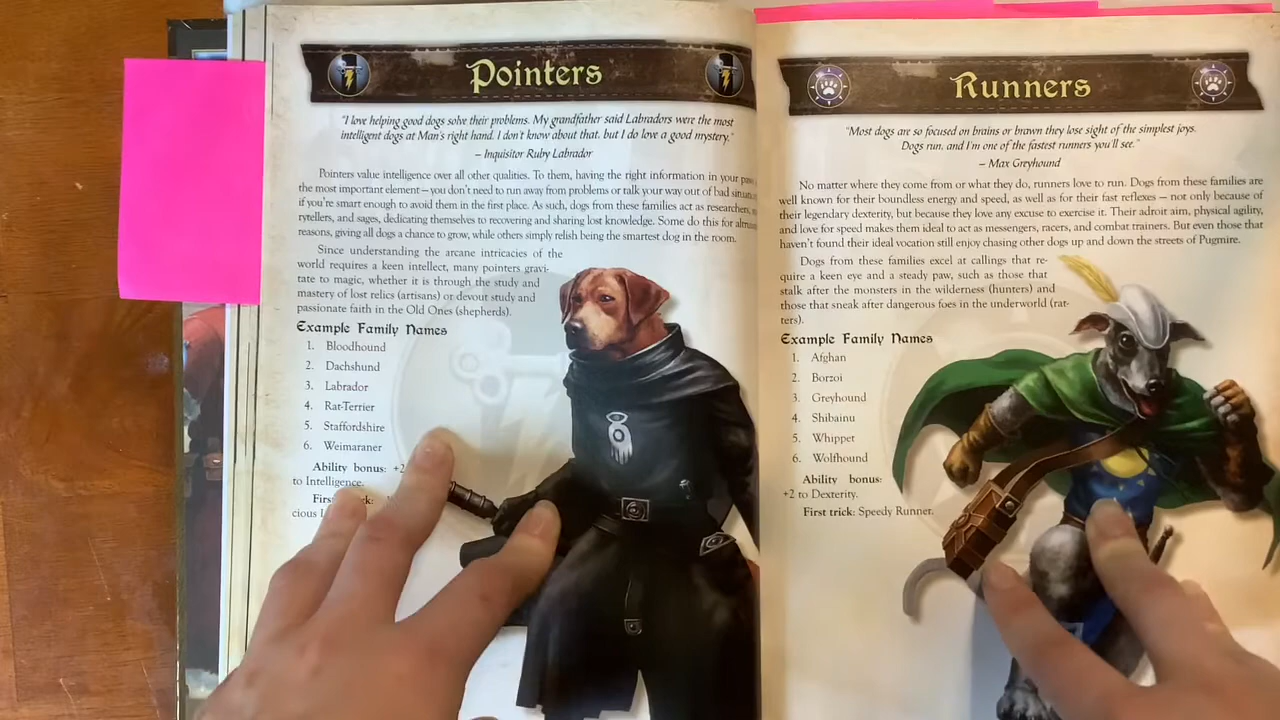 Pointers
"I love helping good dogs solve their problems. My grandfather said Labradors were the most
intelligent dogs at Man's right hand. I don't know about that, but I do love a good mystery."
– Inquisitor Ruby Labrador
Pointers value intelligence over all other qualities. To them, having the right information in your
the most important element — you don't need to run away from problems or talk your way out of bad
if you're smart enough to avoid them in the first place. As such, dogs from these families act as researchers,
rytellers, and sages, dedicating themselves to recovering and sharing lost knowledge. Some do this for
reasons, giving all dogs a chance to grow, while others simply relish being the smartest dog in the room.
Since understanding the arcane intricacies of the
world requires a keen intellect, many pointers gravi-
tate to magic, whether it is through the study and
mastery of lost relics (artisans) or devout study and
passionate faith in the Old Ones (shepherds).
Example Family Names
1. Bloodhound
2. Dachshund
3. Labrador
4. Rat-Terrier
5. Staffordshire
6. Weimaraner
Ability bonus: +2
to Intelligence.
Runners
"Most dogs are so focused on brains or brawn they lose sight of the simplest joys.
Dogs run, and I'm one of the fastest runners you'll see."
– Max Greyhound
No matter where they come from or what they do, runners love to run. Dogs from these families are
well known for their boundless energy and speed, as well as for their fast reflexes — not only because of
their legendary dexterity, but because they love any excuse to exercise it. Their adroit aim, physical agility,
and love for speed makes them ideal to act as messengers, racers, and combat trainers. But even those that
haven't found their ideal vocation still enjoy chasing other dogs up and down the streets of Pugmire.
Dogs from these families excel at callings that re-
quire a keen eye and a steady paw, such as those that
stalk after the monsters in the wilderness (hunters) and
those that sneak after dangerous foes in the underworld (rat-
ters).
Example Family Names
1. Afghan
2. Borzoi
3. Greyhound
4. Shibainu
5. Whippet
6. Wolfhound
Ability bonus:
+2 to Dexterity.
First trick: Speedy Runner.